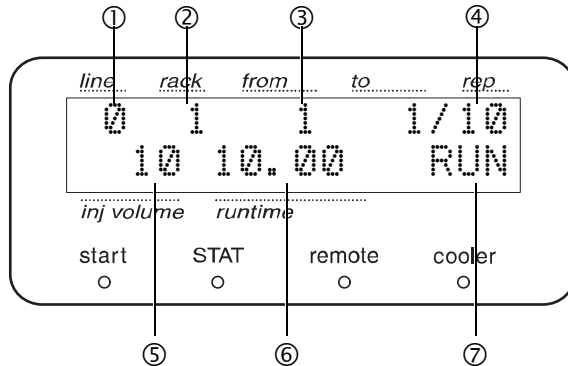 ① ② ③ ④
line rack from to rep
0 1 1 1/10
10 10.00 RUN
inj volume runtime
start STAT remote cooler
⑤ ⑥ ⑦